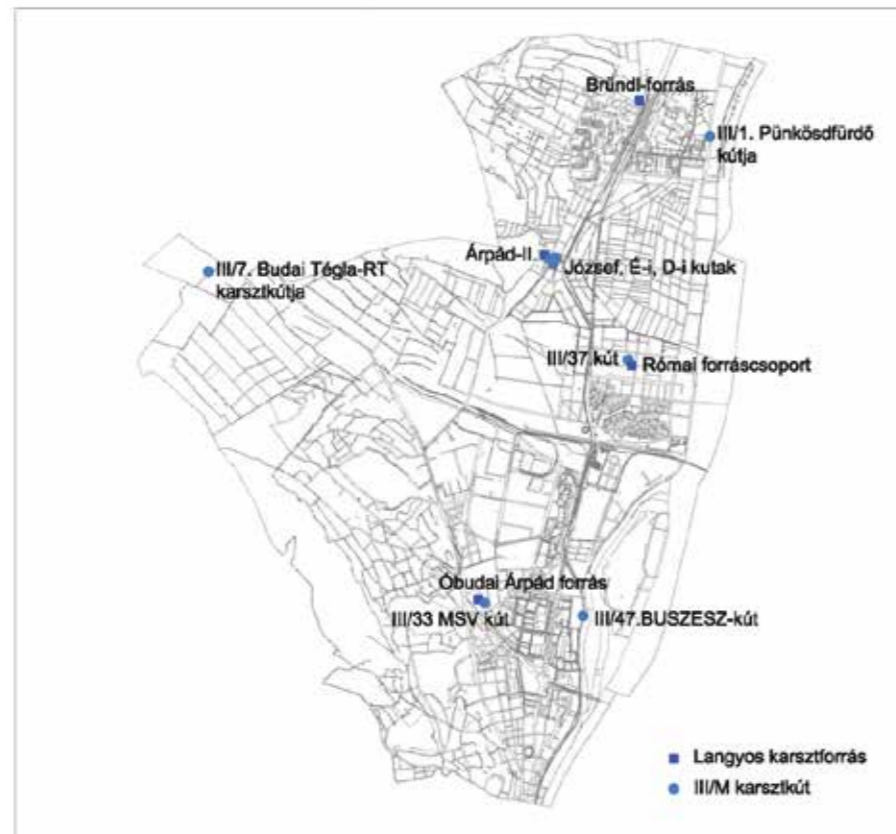 Bründl-forrás
III/1. Pünkösdfürdő
kútja
Árpád-II.
József, É-i, D-i kutak
III/7. Budai Tégla-RT
karsztkútja
III/37 kút
Római forráscsoport
Óbudai Árpád forrás
III/33 MSV kút
III/47.BUSZESZ-kút
Langyos karsztforrás
III/M karsztkút